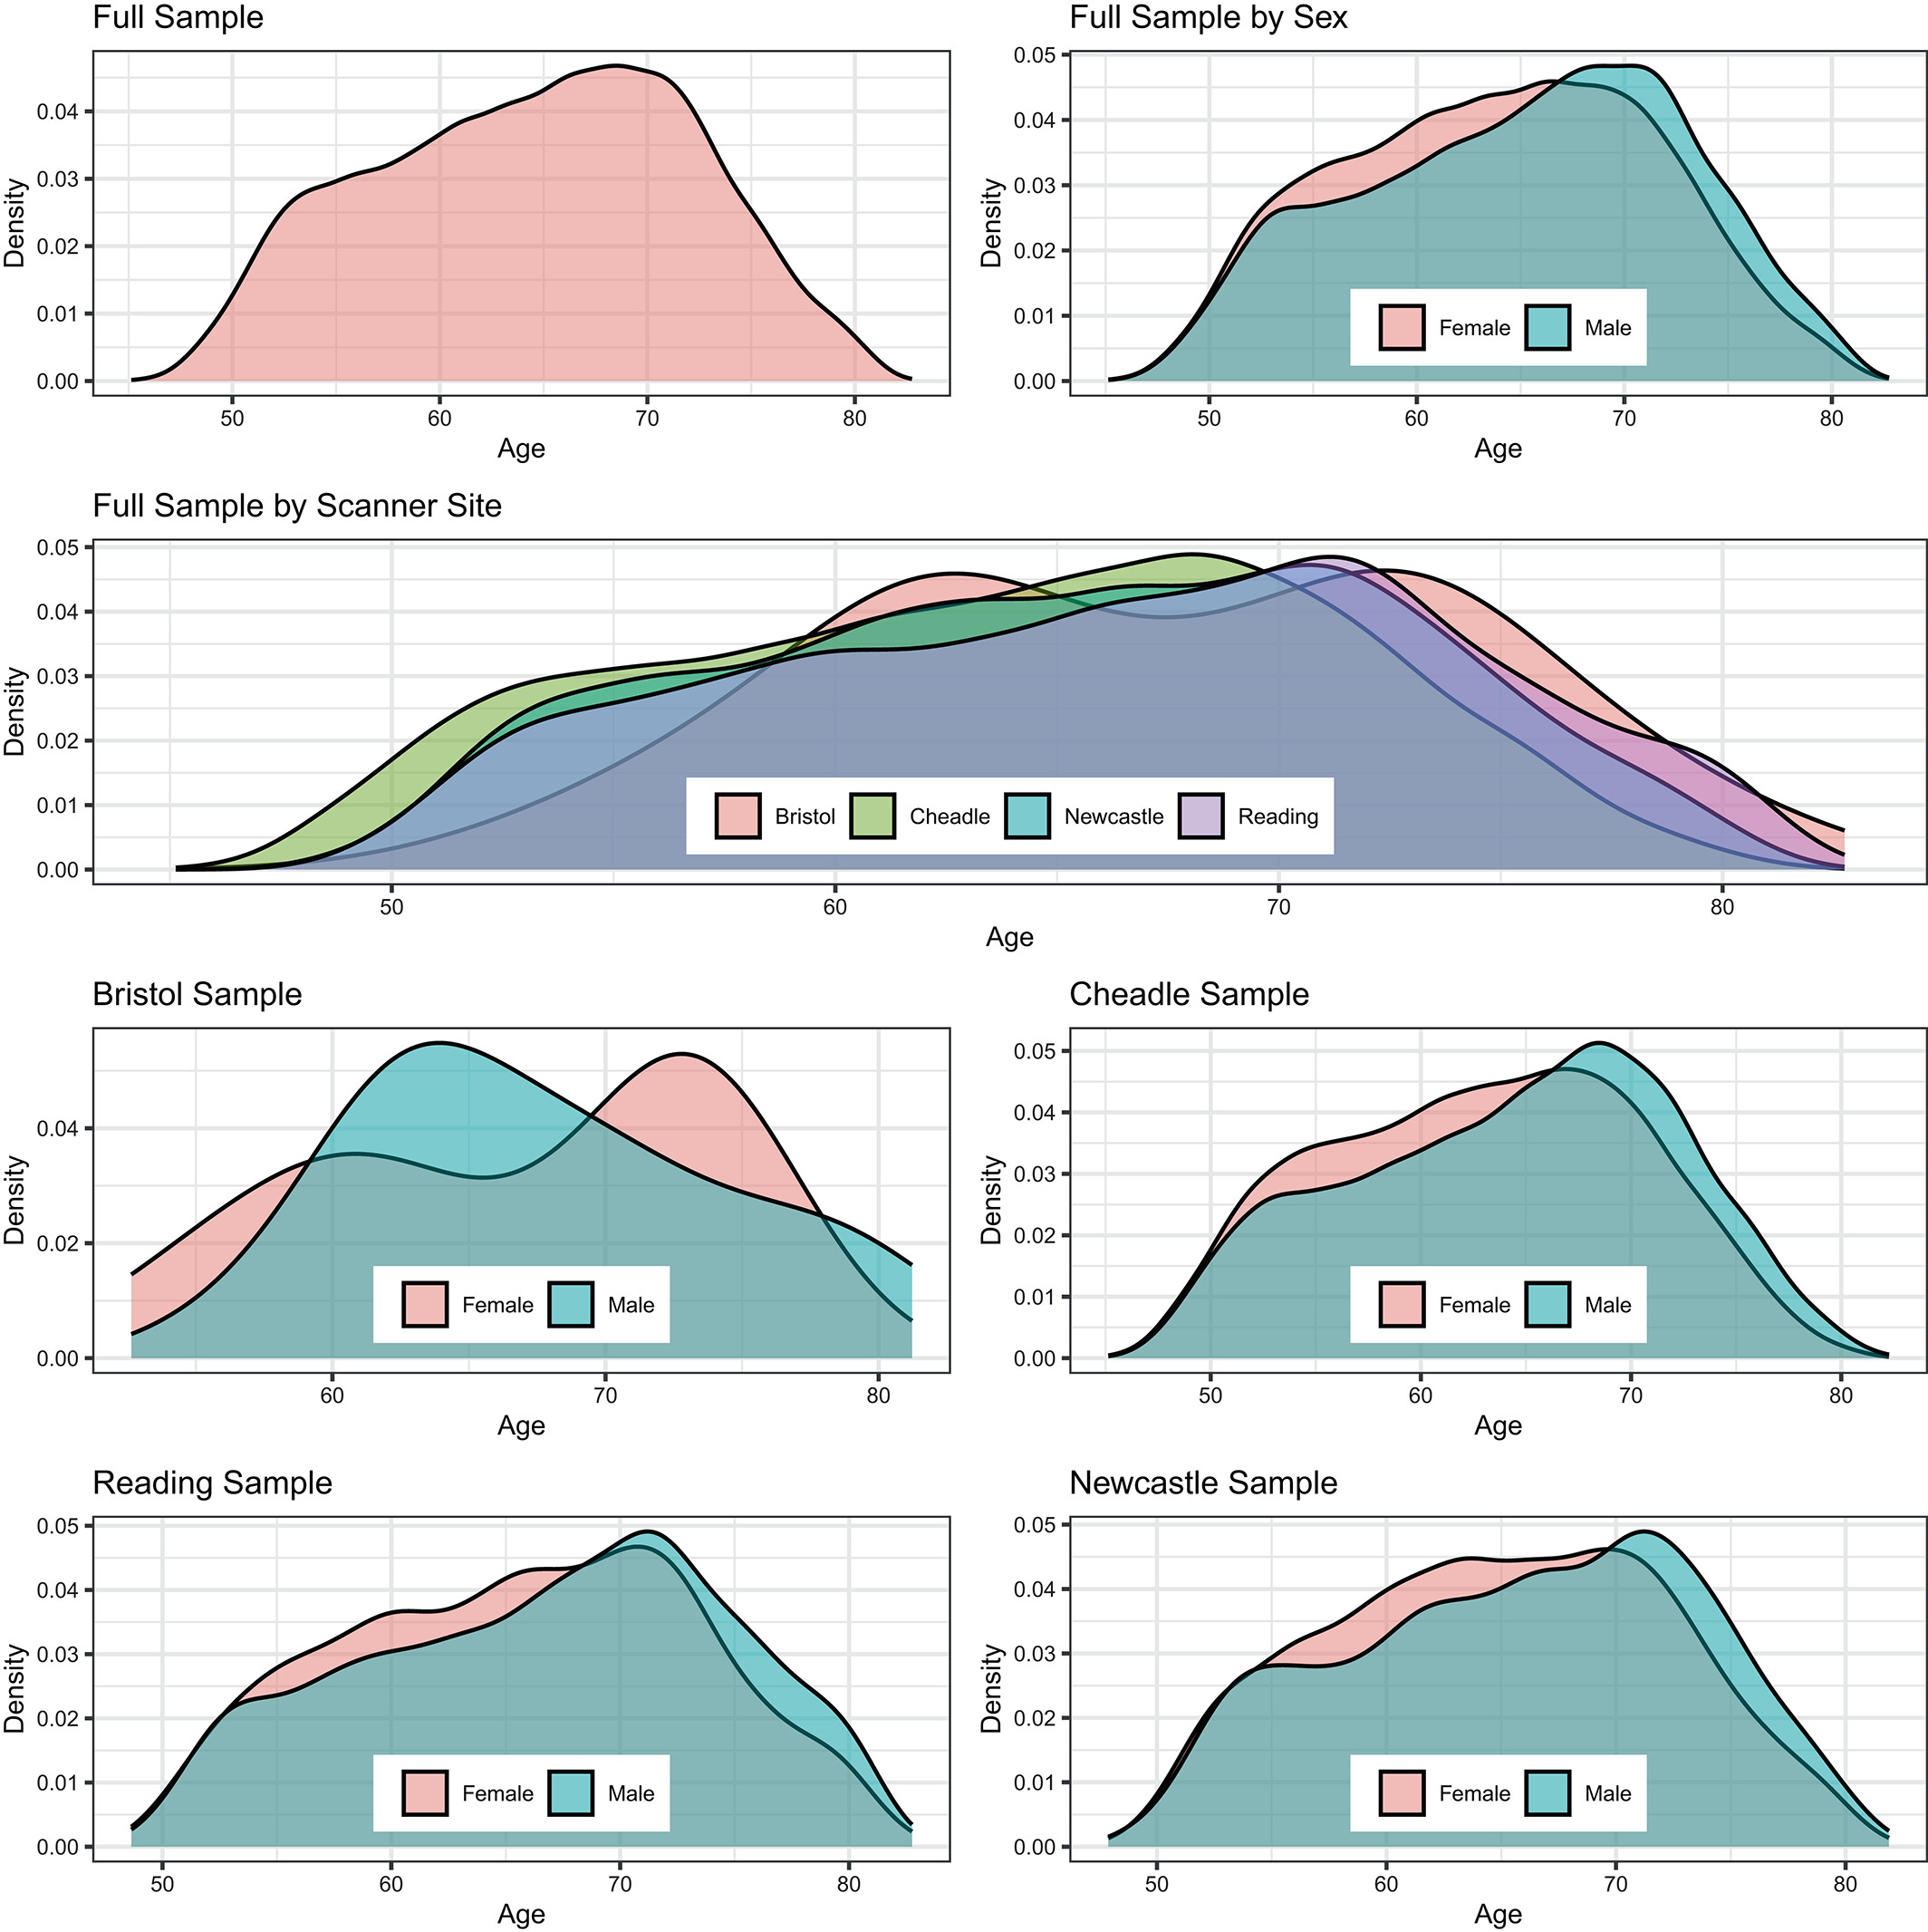 Full Sample
0.04
0.03
0.02
0.01
0.00
Density
50 60 70 80
Age
Full Sample by Sex
0.05
0.04
0.03
0.02
0.01
0.00
Density
Female Male
50 60 70 80
Age
Full Sample by Scanner Site
0.05
0.04
0.03
0.02
0.01
0.00
Density
Bristol Cheadle Newcastle Reading
50 60 70 80
Age
Bristol Sample
0.04
0.02
0.00
Density
Female Male
60 70 80
Age
Cheadle Sample
0.05
0.04
0.03
0.02
0.01
0.00
Density
Female Male
50 60 70 80
Age
Reading Sample
0.05
0.04
0.03
0.02
0.01
0.00
Density
Female Male
50 60 70 80
Age
Newcastle Sample
0.05
0.04
0.03
0.02
0.01
0.00
Density
Female Male
50 60 70 80
Age